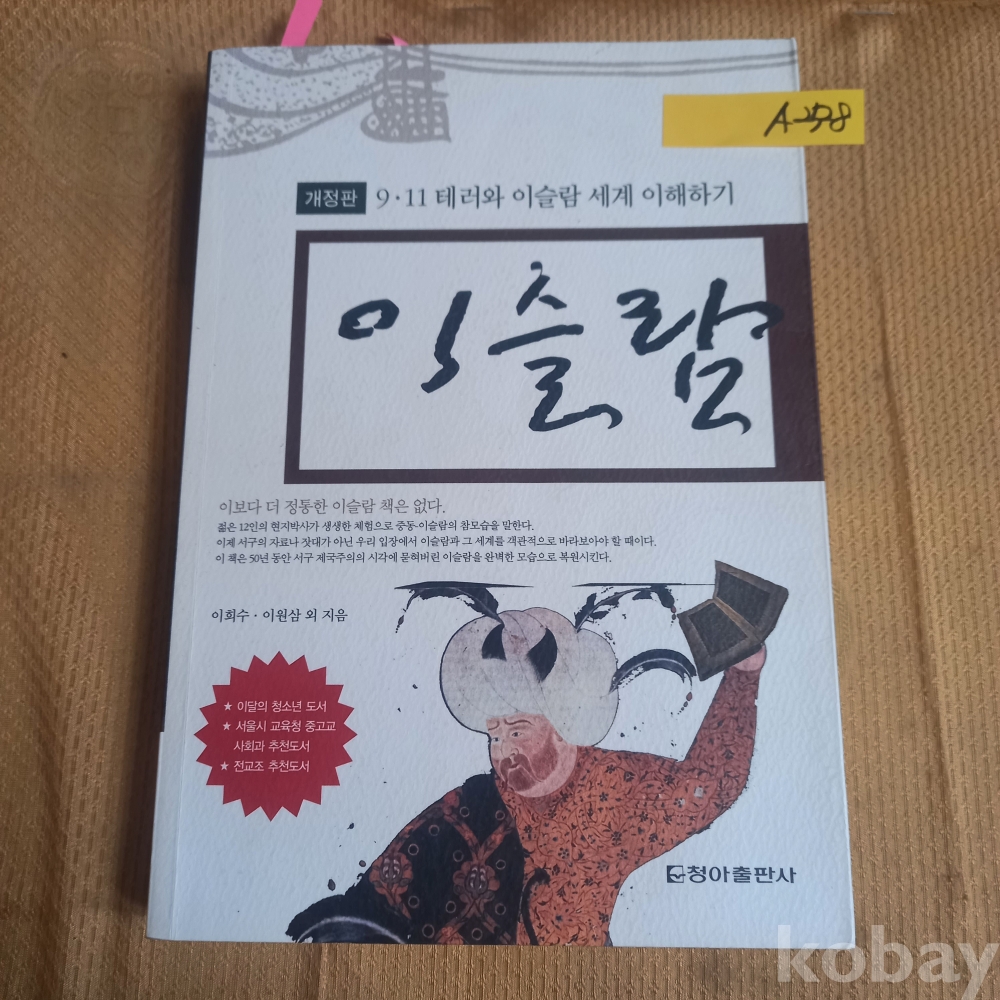 A-258
개정판 9·11 테러와 이슬람 세계 이해하기
이슬람
이보다 더 정통한 이슬람 책은 없다.
젊은 12인의 현지박사가 생생한 체험으로 중동·이슬람의 참모습을 말한다.
이제 서구의 자료나 잣대가 아닌 우리 입장에서 이슬람과 그 세계를 객관적으로 바라보아야 할 때이다.
이 책은 50년 동안 서구 제국주의의 시각에 묻혀버린 이슬람을 완벽한 모습으로 복원시킨다.
이희수 · 이원삼 외 지음
★ 이달의 청소년 도서
★ 서울시 교육청 중고교
사회과 추천도서
★ 전교조 추천도서
청아출판사
kobay